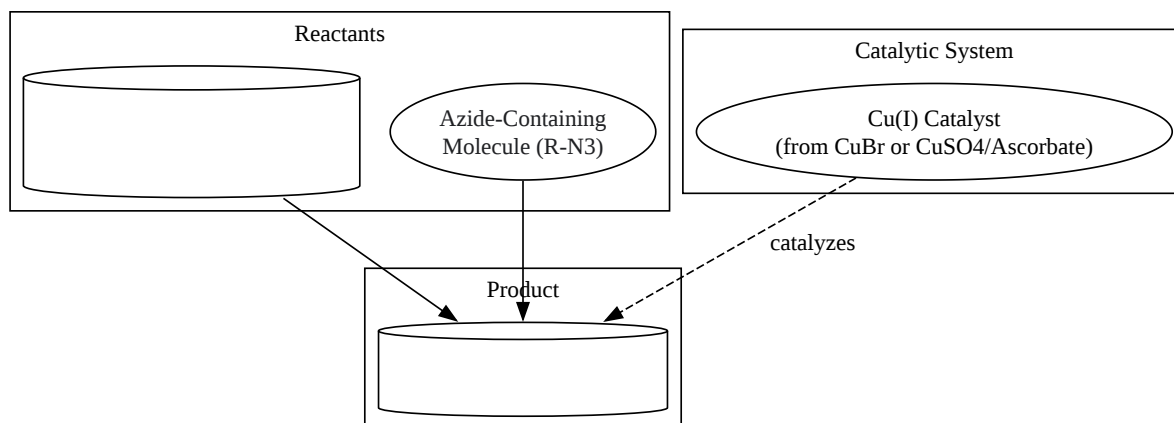 Reactants
Azide-Containing
Molecule (R-N3)
Catalytic System
Cu(I) Catalyst
(from CuBr or CuSO4/Ascorbate)
catalyzes
Product